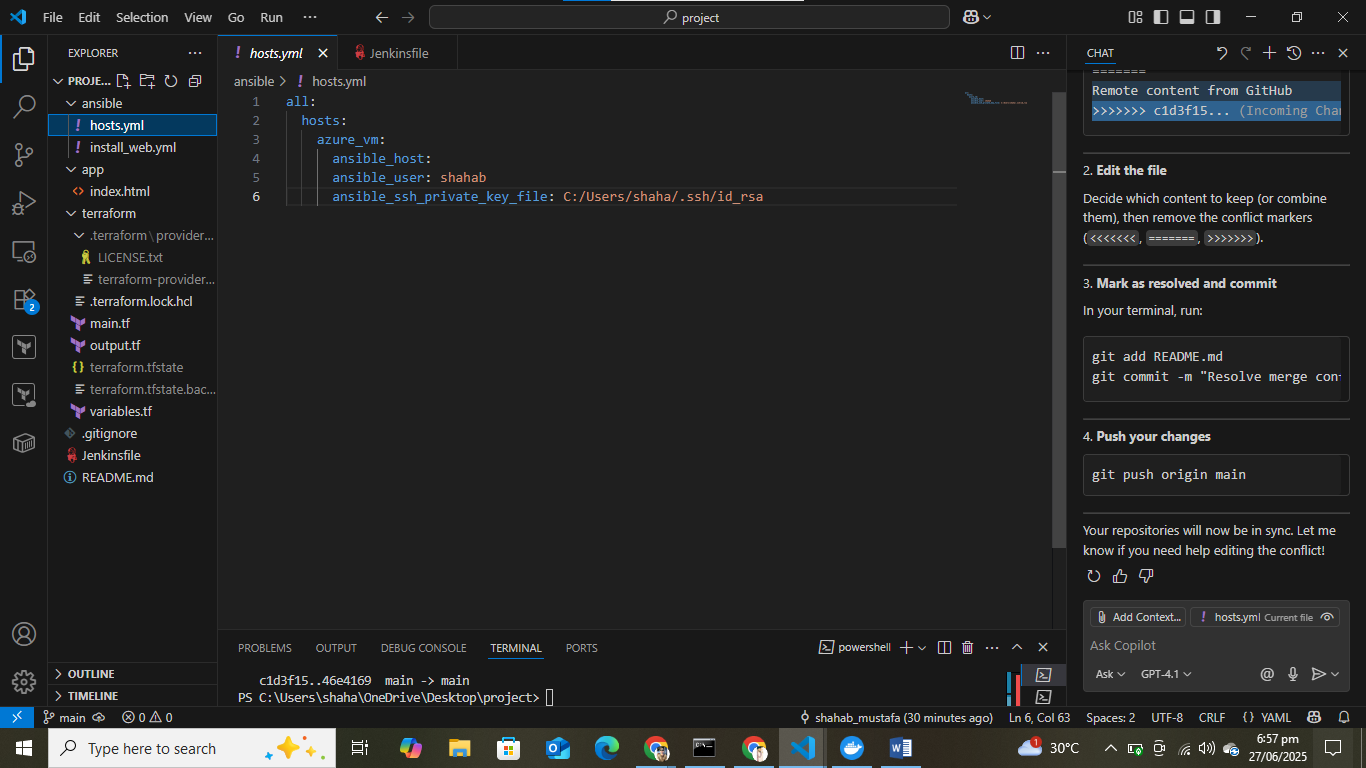 File Edit Selection View Go Run ··· project
EXPLORER ···
PROJ...
ansible
! hosts.yml
! install_web.yml
app
<> index.html
terraform
.terraform \ provider...
LICENSE.txt
terraform-provider...
.terraform.lock.hcl
main.tf
output.tf
{} terraform.tfstate
terraform.tfstate.bac...
variables.tf
.gitignore
Jenkinsfile
README.md
OUTLINE
TIMELINE
2
! hosts.yml Jenkinsfile
ansible > ! hosts.yml
1 all:
2 hosts:
3 azure_vm:
4 ansible_host:
5 ansible_user: shahab
6 ansible_ssh_private_key_file: C:/Users/shaha/.ssh/id_rsa
PROBLEMS OUTPUT DEBUG CONSOLE TERMINAL PORTS powershell
c1d3f15..46e4169 main -> main
PS C:\Users\shaha\OneDrive\Desktop\project>
CHAT
=======
Remote content from GitHub
>>>>>>> c1d3f15... (Incoming Cha
2. Edit the file
Decide which content to keep (or combine
them), then remove the conflict markers
(<<<<<<<, =======, >>>>>>>).
3. Mark as resolved and commit
In your terminal, run:
git add README.md
git commit -m "Resolve merge con
4. Push your changes
git push origin main
Your repositories will now be in sync. Let me
know if you need help editing the conflict!
Add Context... ! hosts.yml Current file
Ask Copilot
Ask GPT-4.1
main 0 0 shahab_mustafa (30 minutes ago) Ln 6, Col 63 Spaces: 2 UTF-8 CRLF {} YAML
Type here to search
1 30°C
6:57 pm
27/06/2025